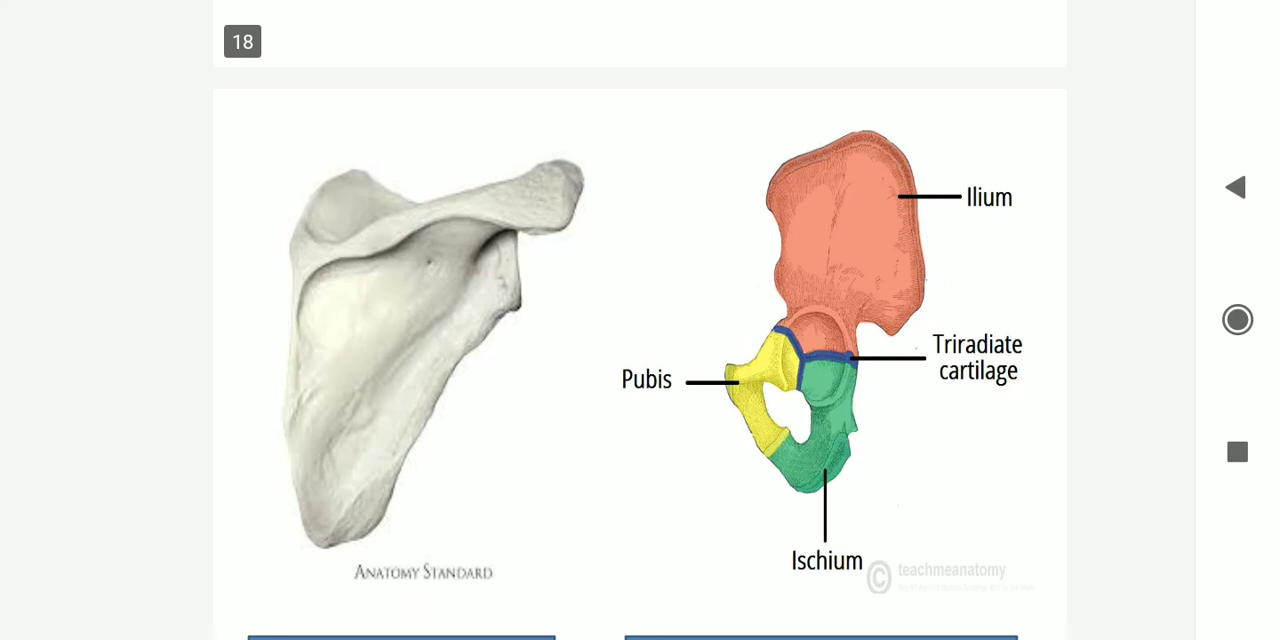 18
Ilium
Triradiate
cartilage
Pubis
Ischium
ANATOMY STANDARD
© teachmeanatomy